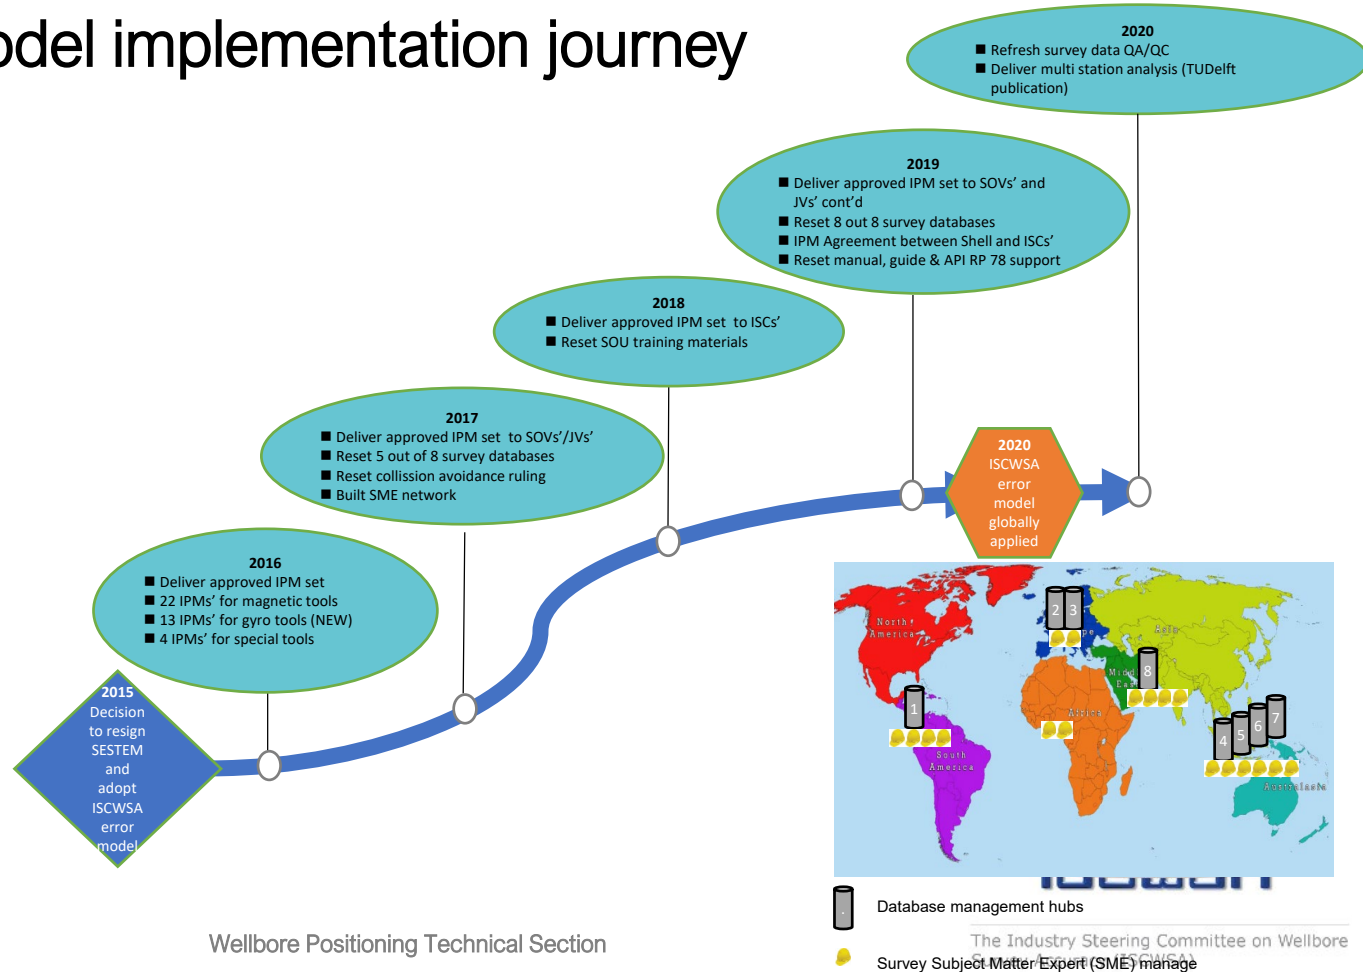 odel implementation journey
2020
■ Refresh survey data QA/QC
■ Deliver multi station analysis (TUDelft
publication)
2019
■ Deliver approved IPM set to SOVs’ and
JVs’ cont’d
■ Reset 8 out 8 survey databases
■ IPM Agreement between Shell and ISCs’
■ Reset manual, guide & API RP 78 support
2018
■ Deliver approved IPM set to ISCs’
■ Reset SOU training materials
2017
■ Deliver approved IPM set to SOVs’/JVs’
■ Reset 5 out of 8 survey databases
■ Reset collission avoidance ruling
■ Built SME network
2016
■ Deliver approved IPM set
■ 22 IPMs’ for magnetic tools
■ 13 IPMs’ for gyro tools (NEW)
■ 4 IPMs’ for special tools
2015
Decision
to resign
SESTEM
and
adopt
ISCWSA
error
model
2020
ISCWSA
error
model
globally
applied
North
America
2 3
pe
Asia
Midd
Eas
8
1
Africa
South
America
4 5 6 7
Australasia
Database management hubs
Survey Subject Matter Expert (SME) manage
The Industry Steering Committee on Wellbore
Survey Accuracy (ISCWSA)
Wellbore Positioning Technical Section